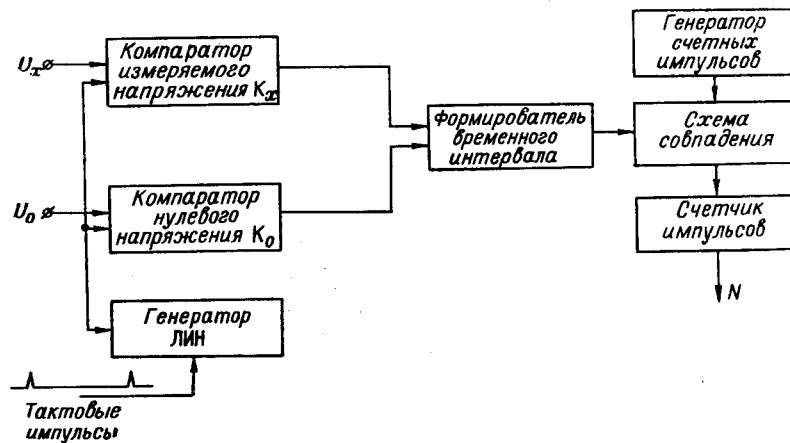 Uₓ
Компаратор
измеряемого
напряжения Kₓ
Генератор
счетных
импульсов
Формирователь
временного
интервала
Схема
совпадения
U₀
Компаратор
нулевого
напряжения K₀
Счетчик
импульсов
N
Генератор
ЛИН
Тактовые
импульсы